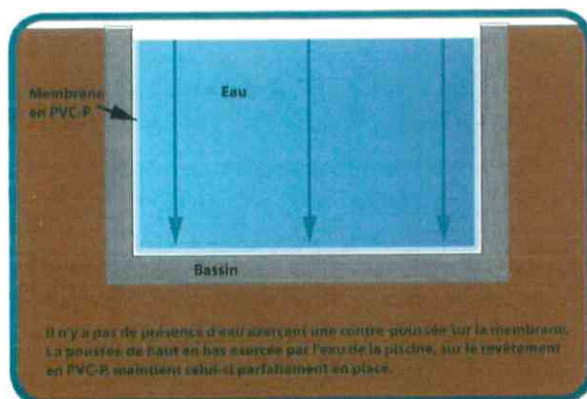 Membrane
en PVC-P
Eau
Bassin
Il n'y a pas de présence d'eau exerçant une contre-poussée sur la membrane.
La poussée de haut en bas exercée par l'eau de la piscine, sur le revêtement
en PVC-P, maintient celui-ci parfaitement en place.